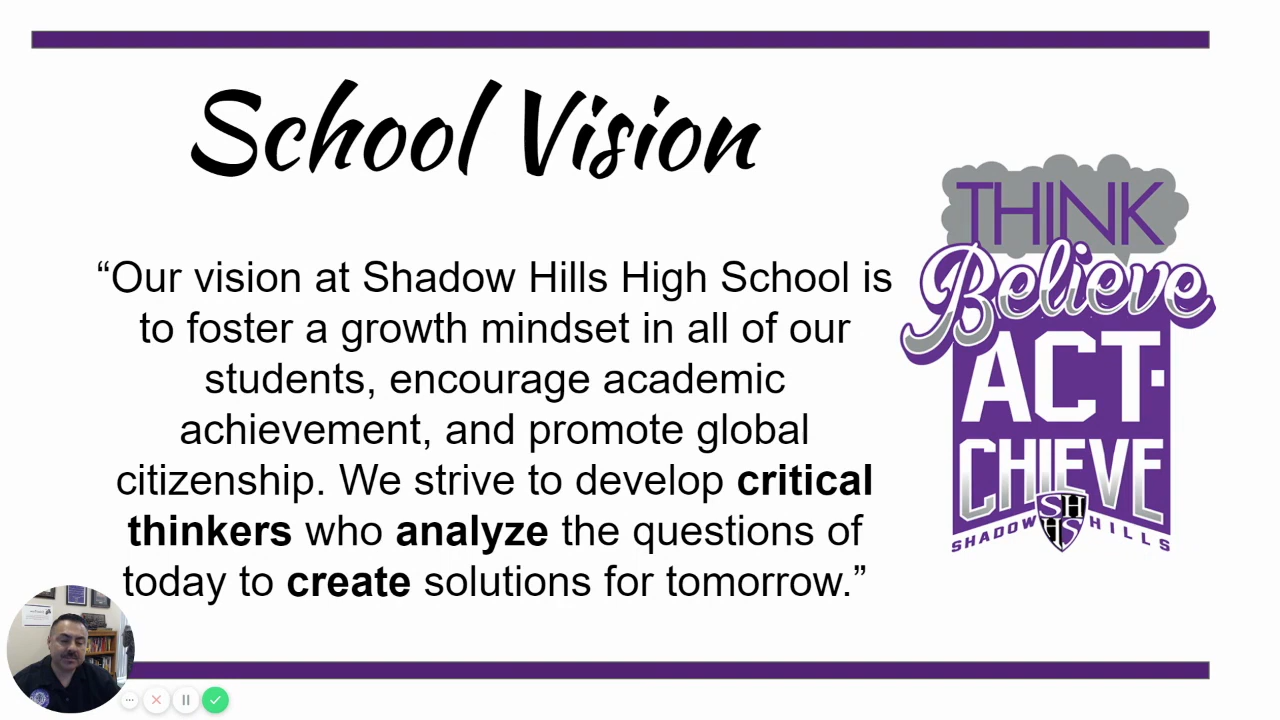 School Vision
“Our vision at Shadow Hills High School is
to foster a growth mindset in all of our
students, encourage academic
achievement, and promote global
citizenship. We strive to develop critical
thinkers who analyze the questions of
today to create solutions for tomorrow.”
THINK
Believe
ACT·
CHIEVE
SH
HS
SHADOW HILLS